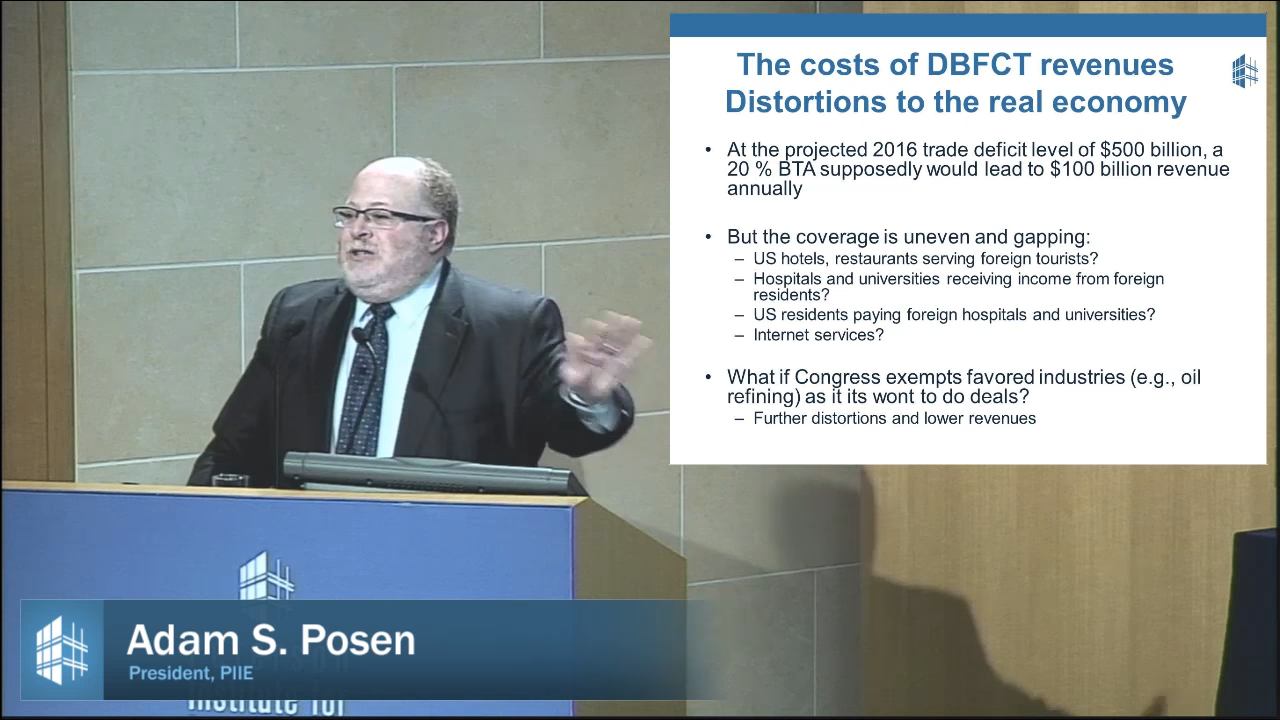 The costs of DBFCT revenues
Distortions to the real economy
• At the projected 2016 trade deficit level of $500 billion, a
20 % BTA supposedly would lead to $100 billion revenue
annually
• But the coverage is uneven and gapping:
– US hotels, restaurants serving foreign tourists?
– Hospitals and universities receiving income from foreign
residents?
– US residents paying foreign hospitals and universities?
– Internet services?
• What if Congress exempts favored industries (e.g., oil
refining) as it its wont to do deals?
– Further distortions and lower revenues
Adam S. Posen
President, PIIE
Institute for